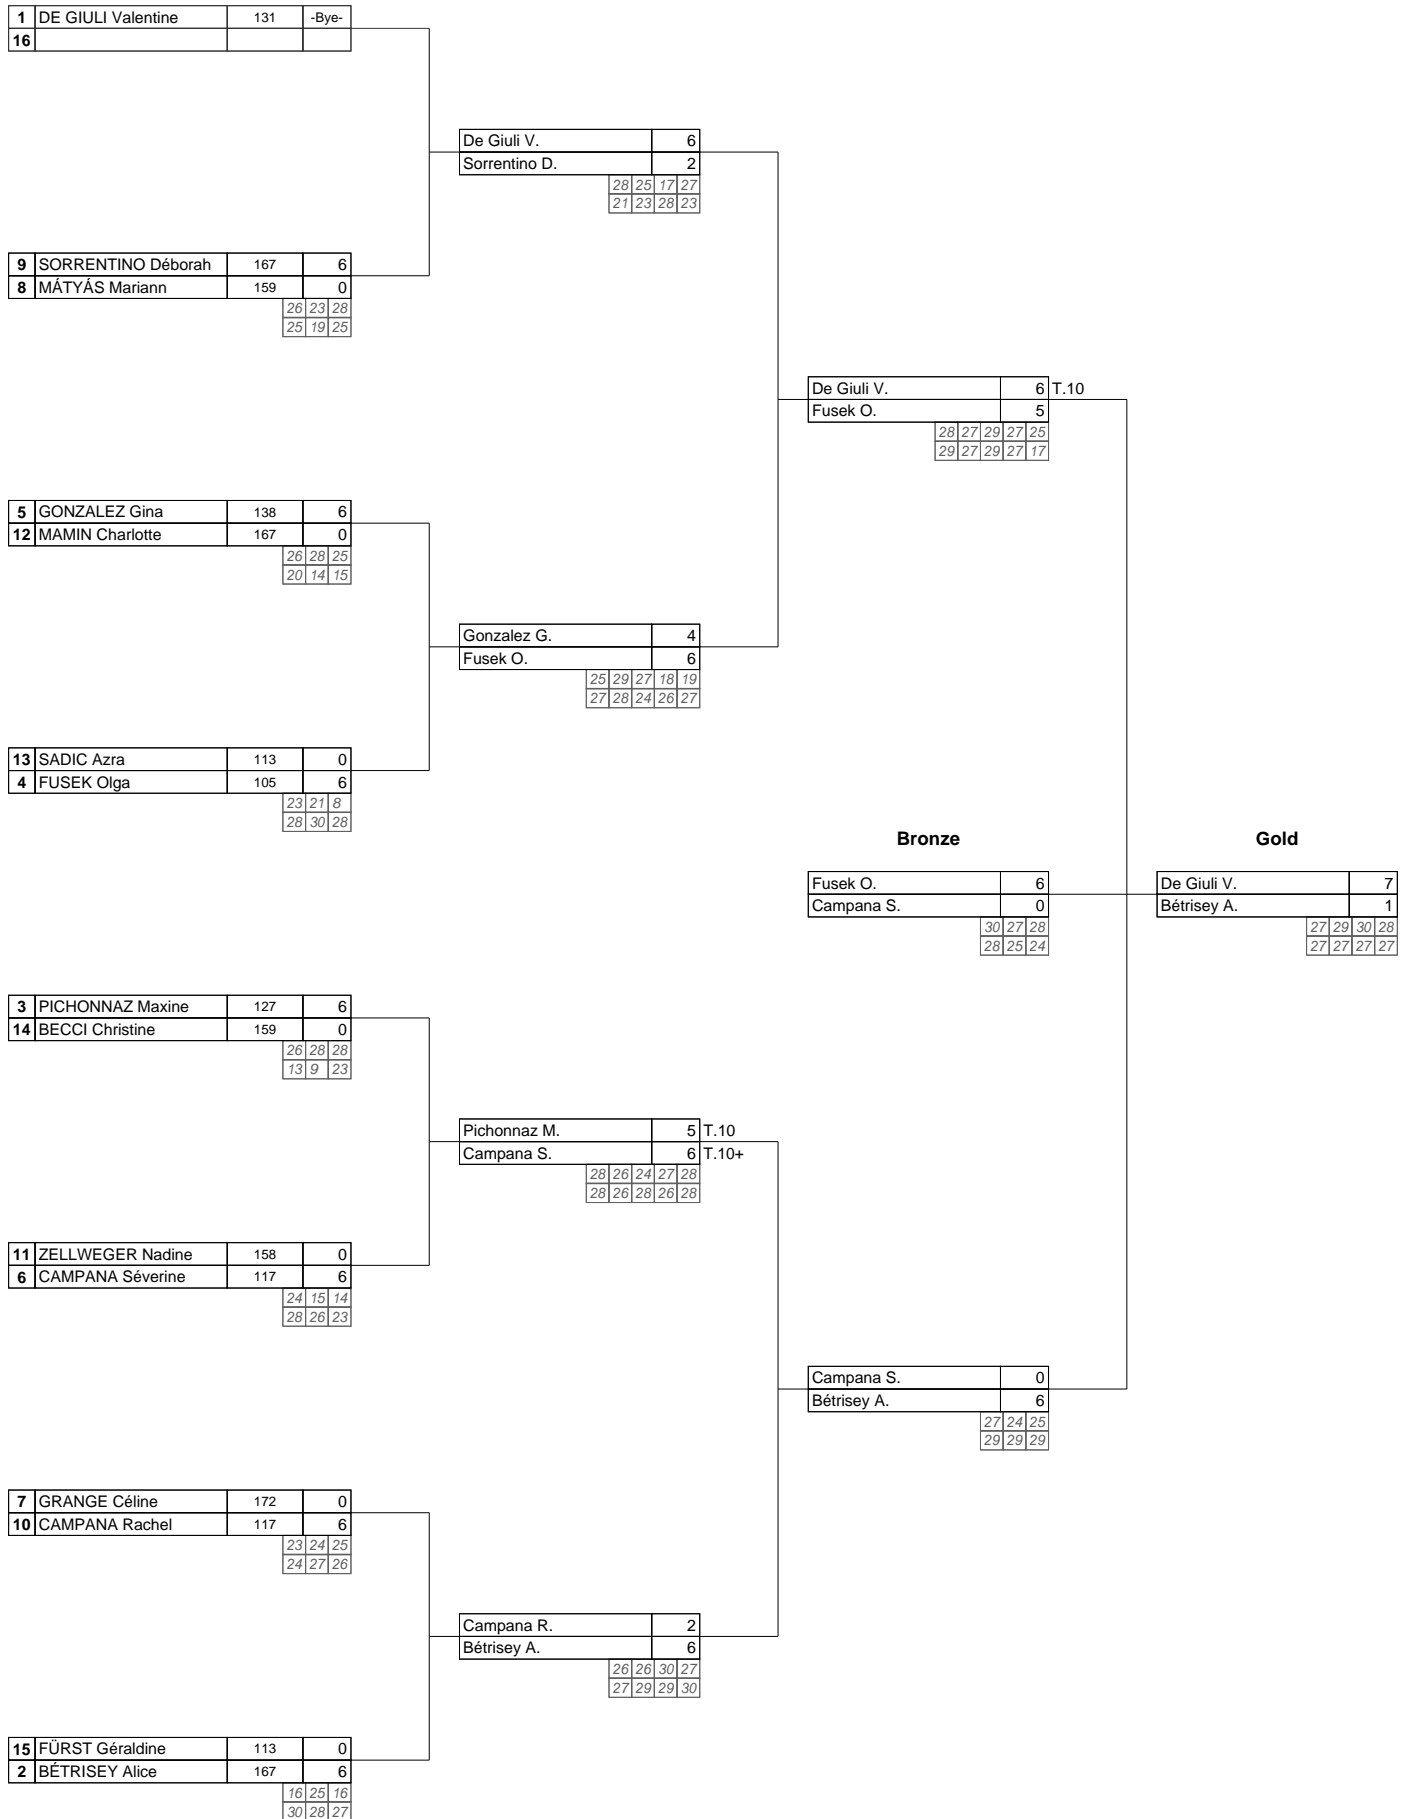 1 DE GIULI Valentine 131 -Bye-
16
De Giuli V. 6
Sorrentino D. 2
28 25 17 27
21 23 28 23
9 SORRENTINO Déborah 167 6
8 MÁTYÁS Mariann 159 0
26 23 28
25 19 25
De Giuli V. 6 T.10
Fusek O. 5
28 27 29 27 25
29 27 29 27 17
5 GONZALEZ Gina 138 6
12 MAMIN Charlotte 167 0
26 28 25
20 14 15
Gonzalez G. 4
Fusek O. 6
25 29 27 18 19
27 28 24 26 27
13 SADIC Azra 113 0
4 FUSEK Olga 105 6
23 21 8
28 30 28
Bronze Gold
Fusek O. 6 De Giuli V. 7
Campana S. 0 Bétrisey A. 1
30 27 28 27 29 30 28
28 25 24 27 27 27 27
3 PICHONNAZ Maxine 127 6
14 BECCI Christine 159 0
26 28 28
13 9 23
Pichonnaz M. 5 T.10
Campana S. 6 T.10+
28 26 24 27 28
28 26 28 26 28
11 ZELLWEGER Nadine 158 0
6 CAMPANA Séverine 117 6
24 15 14
28 26 23
Campana S. 0
Bétrisey A. 6
27 24 25
29 29 29
7 GRANGE Céline 172 0
10 CAMPANA Rachel 117 6
23 24 25
24 27 26
Campana R. 2
Bétrisey A. 6
26 26 30 27
27 29 29 30
15 FÜRST Géraldine 113 0
2 BÉTRISEY Alice 167 6
16 25 16
30 28 27